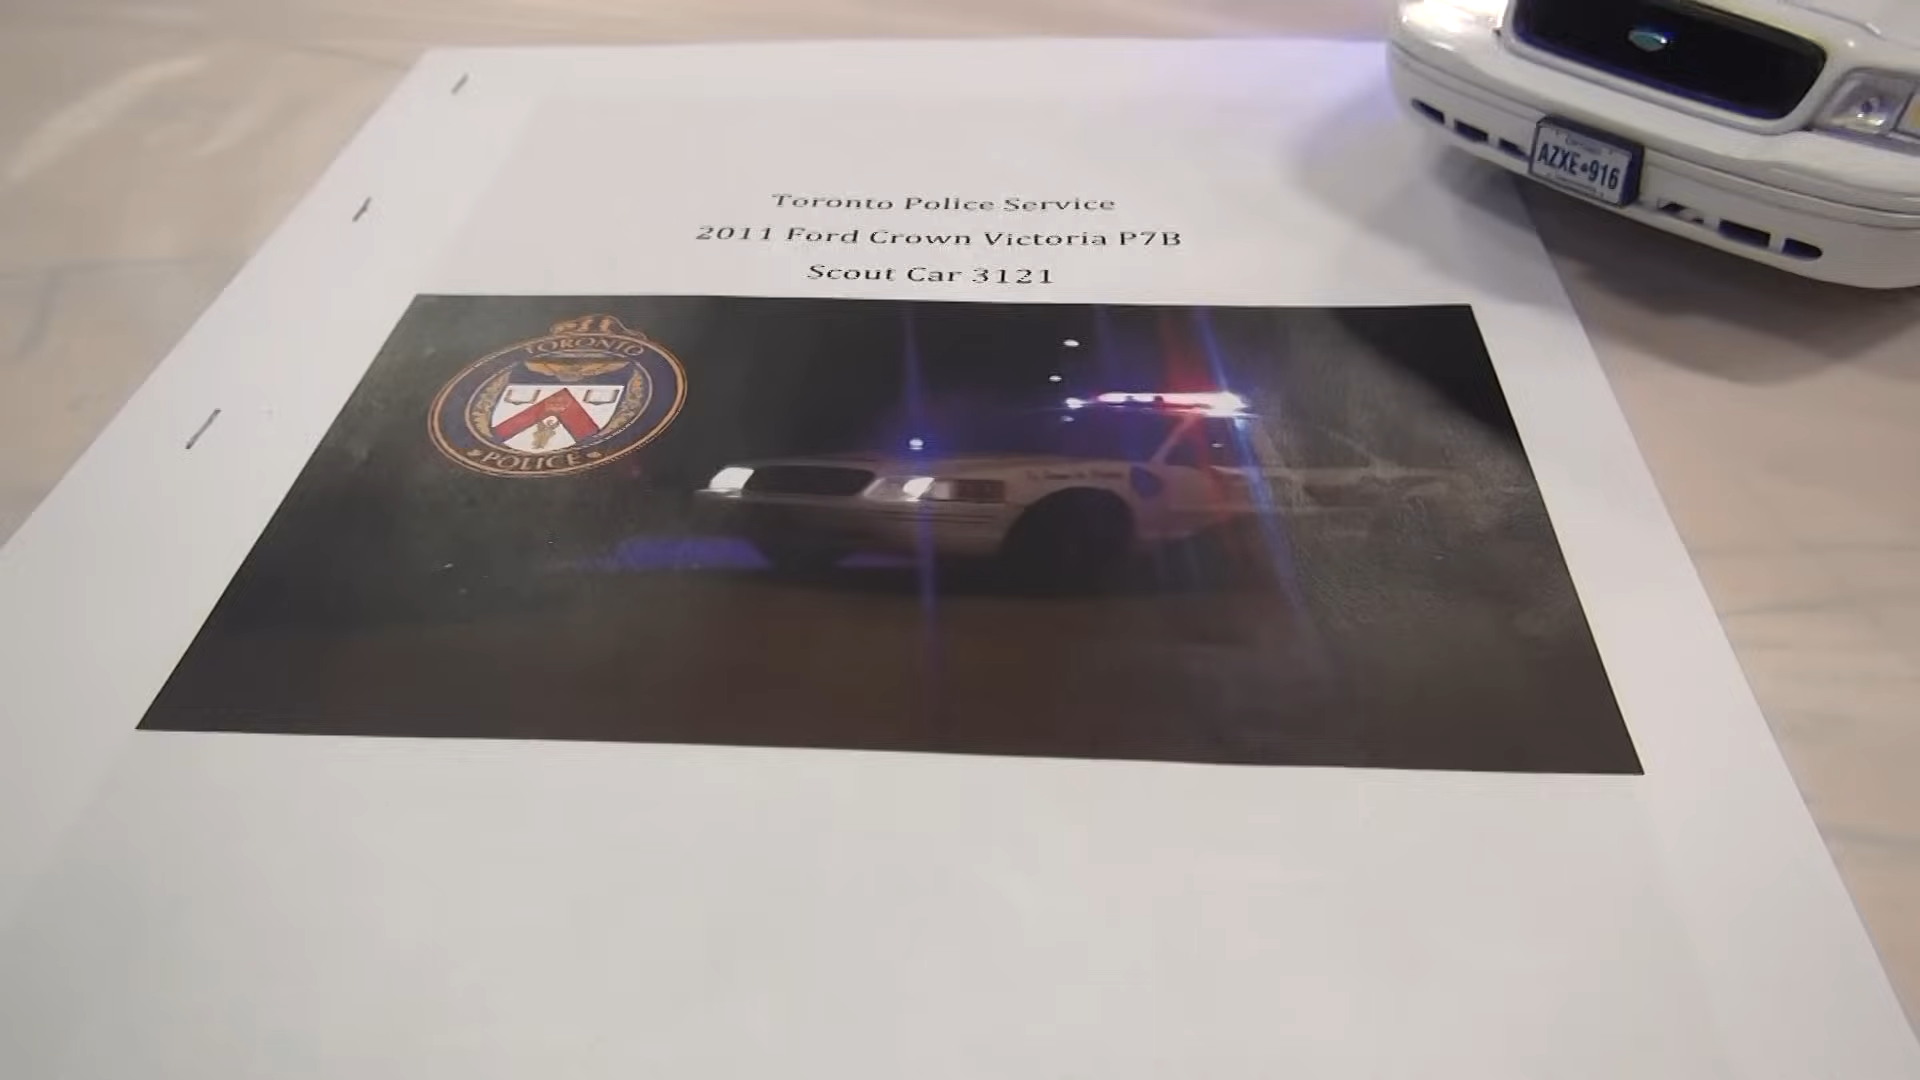 Toronto Police Service
2011 Ford Crown Victoria P7B
Scout Car 3121
TORONTO
POLICE
AZXE•916